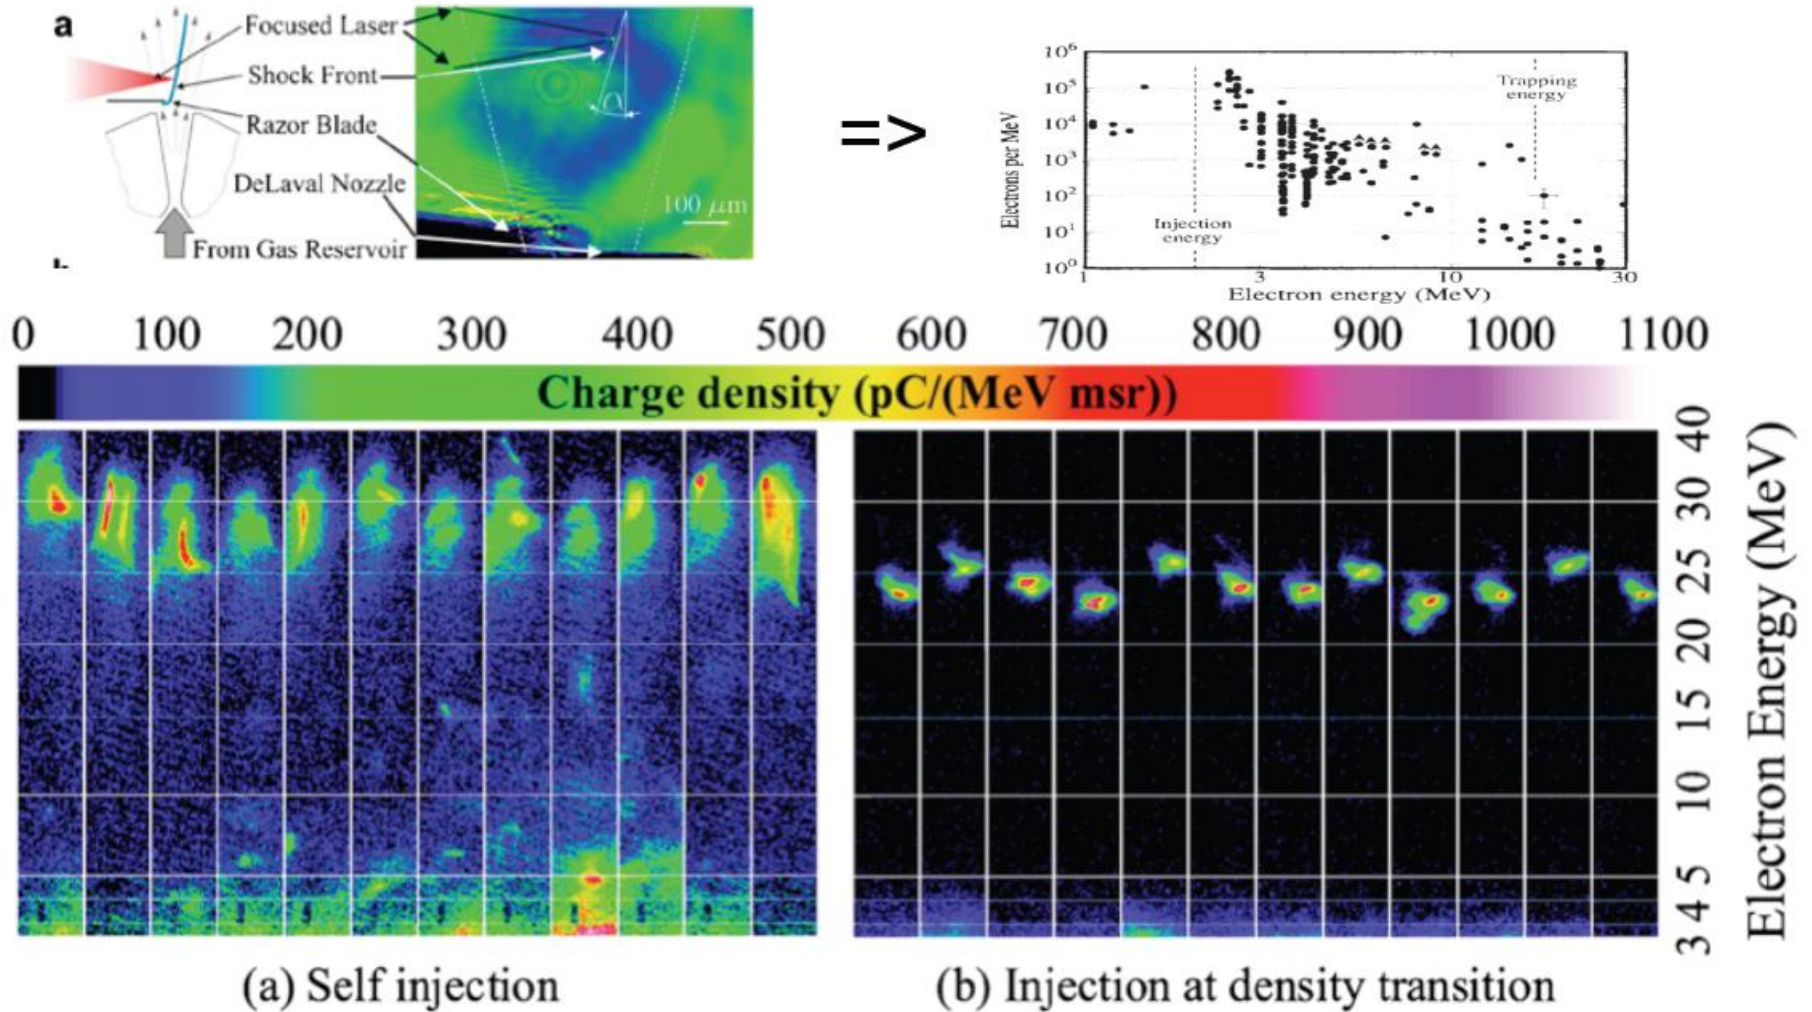 a
Focused Laser
Shock Front
Razor Blade
DeLaval Nozzle
From Gas Reservoir
α
100 μm
=>
10⁶
10⁵
10⁴
10³
10²
10¹
10⁰
Electrons per MeV
Injection
energy
Trapping
energy
1 3 10 30
Electron energy (MeV)
0 100 200 300 400 500 600 700 800 900 1000 1100
Charge density (pC/(MeV msr))
40
30
25
20
15
10
5
4
3
Electron Energy (MeV)
(a) Self injection
(b) Injection at density transition